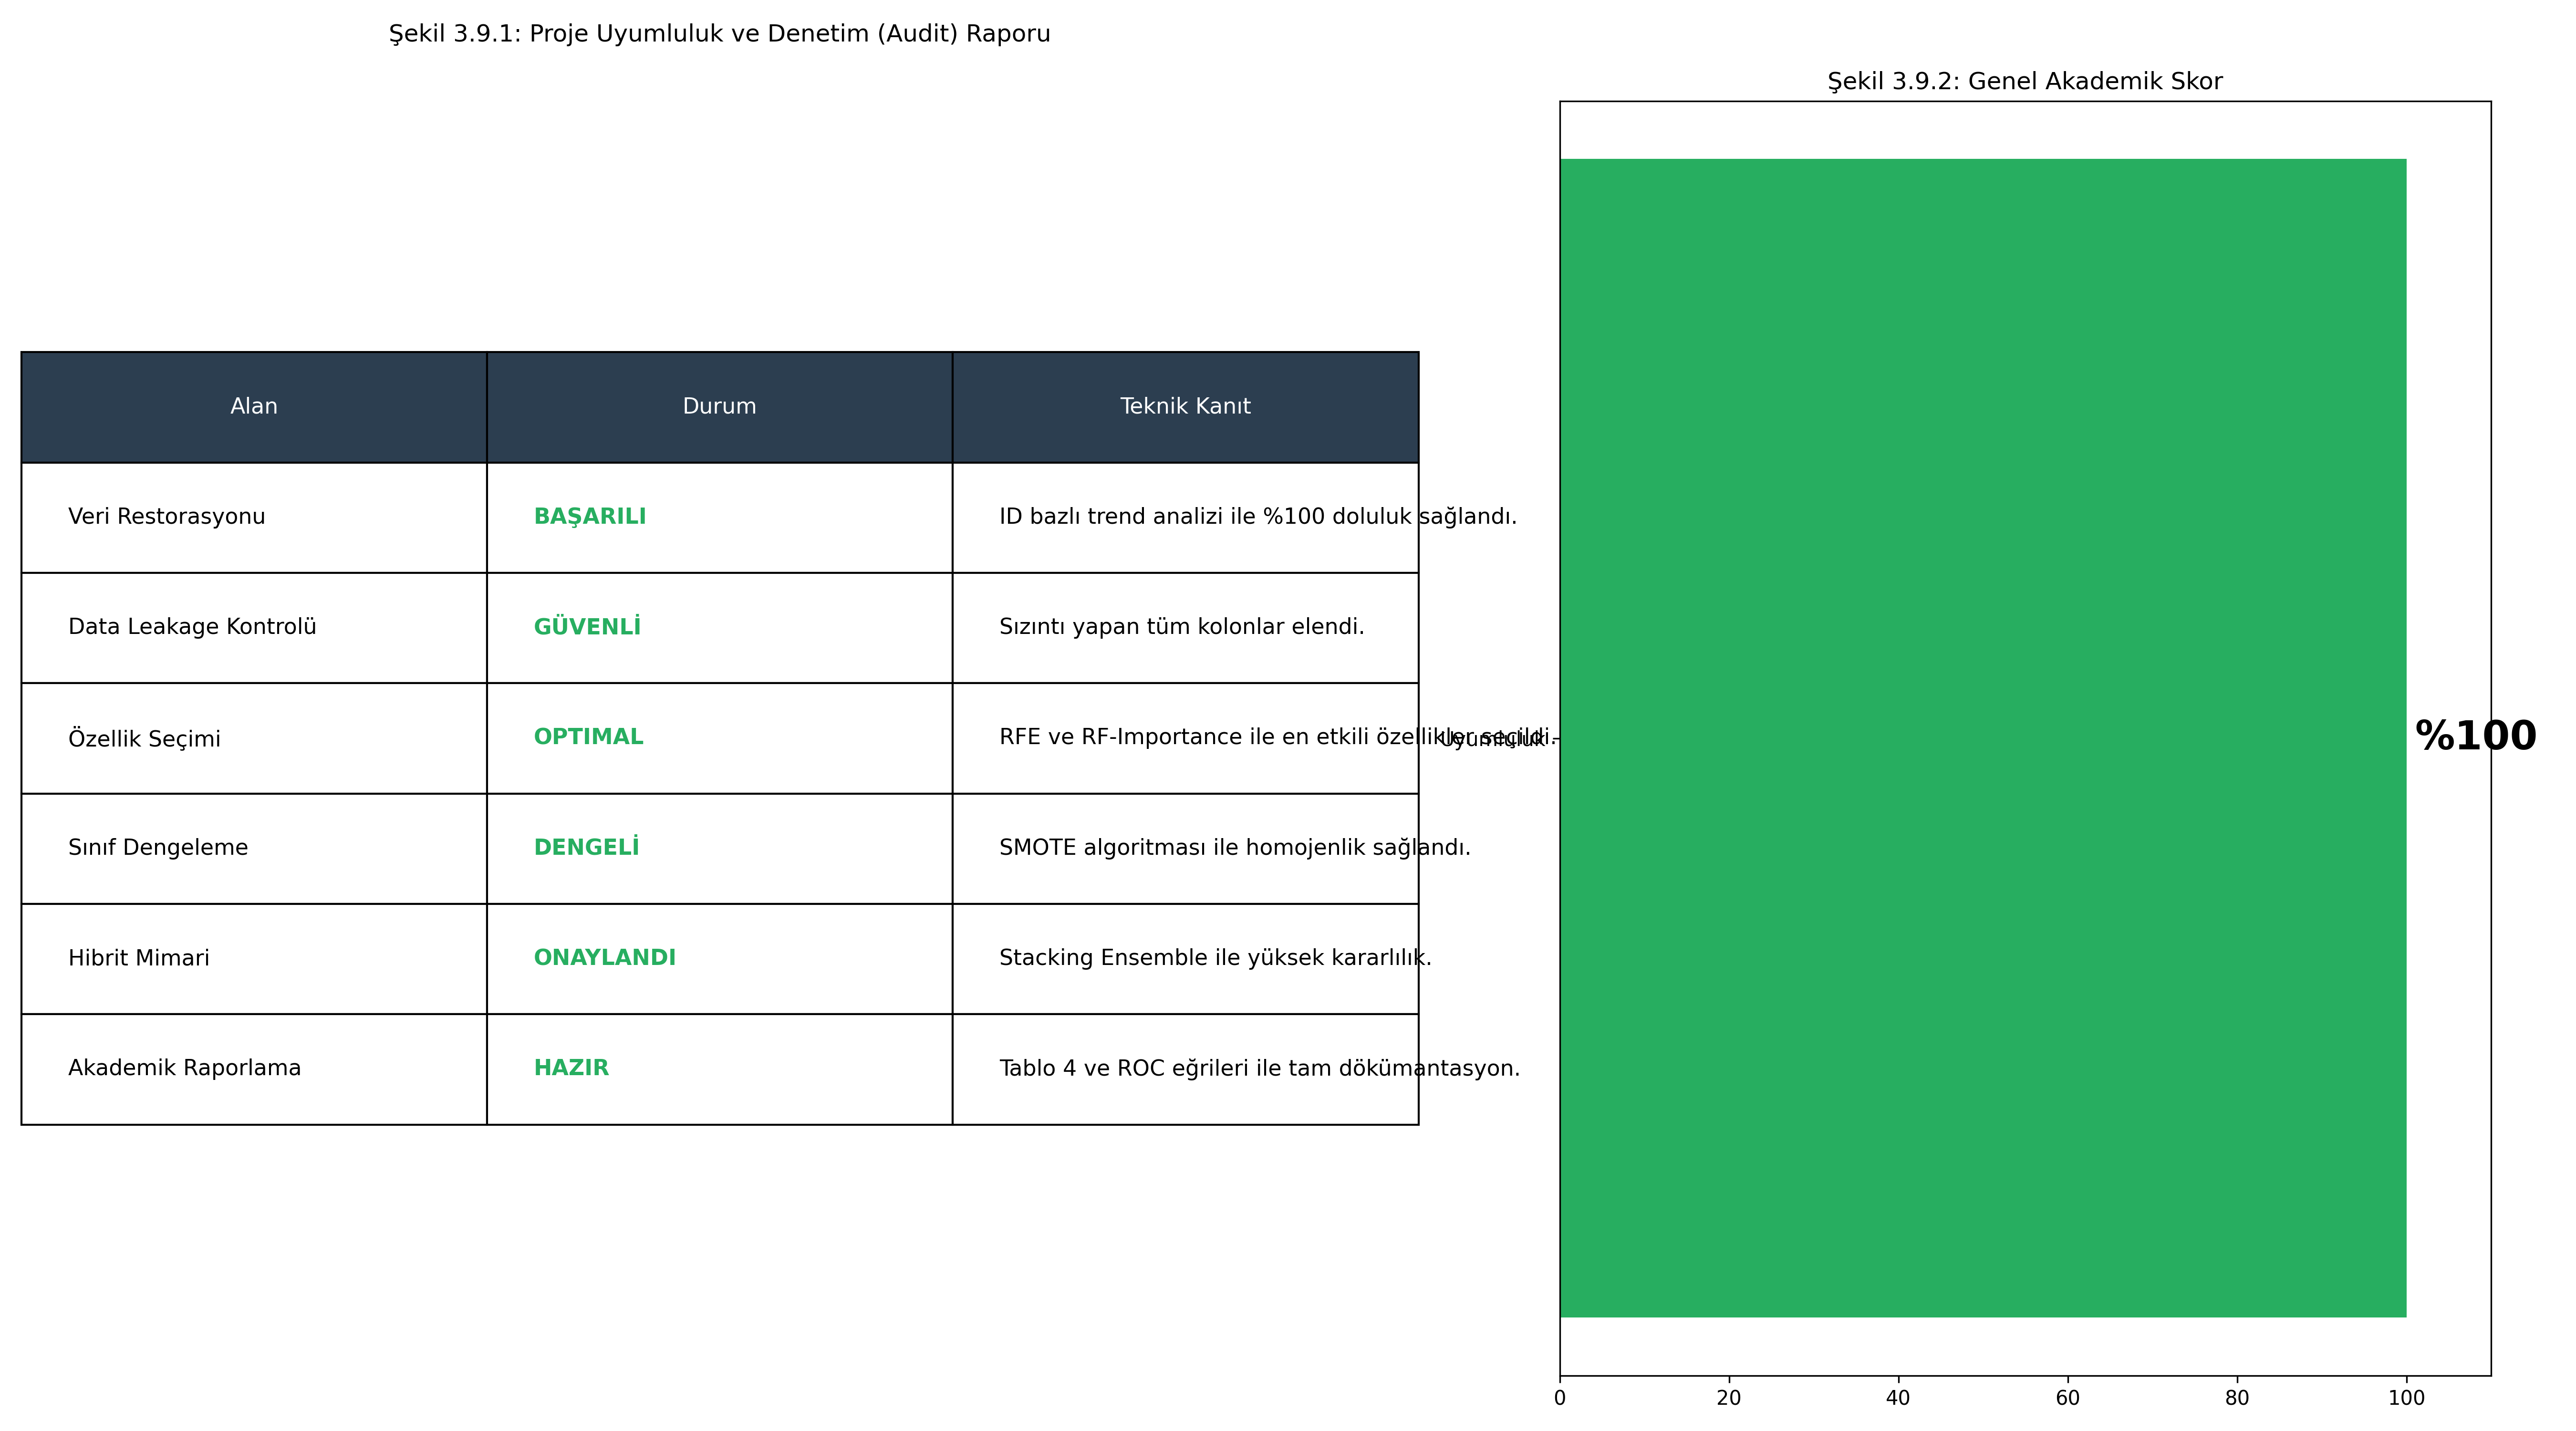 Şekil 3.9.1: Proje Uyumluluk ve Denetim (Audit) Raporu
Alan Durum Teknik Kanıt
Veri Restorasyonu BAŞARILI ID bazlı trend analizi ile %100 doluluk sağlandı.
Data Leakage Kontrolü GÜVENLİ Sızıntı yapan tüm kolonlar elendi.
Özellik Seçimi OPTIMAL RFE ve RF-Importance ile en etkili özellikler seçildi.
Sınıf Dengeleme DENGELİ SMOTE algoritması ile homojenlik sağlandı.
Hibrit Mimari ONAYLANDI Stacking Ensemble ile yüksek kararlılık.
Akademik Raporlama HAZIR Tablo 4 ve ROC eğrileri ile tam dökümantasyon.
Şekil 3.9.2: Genel Akademik Skor
Uyumluluk
%100
0 20 40 60 80 100